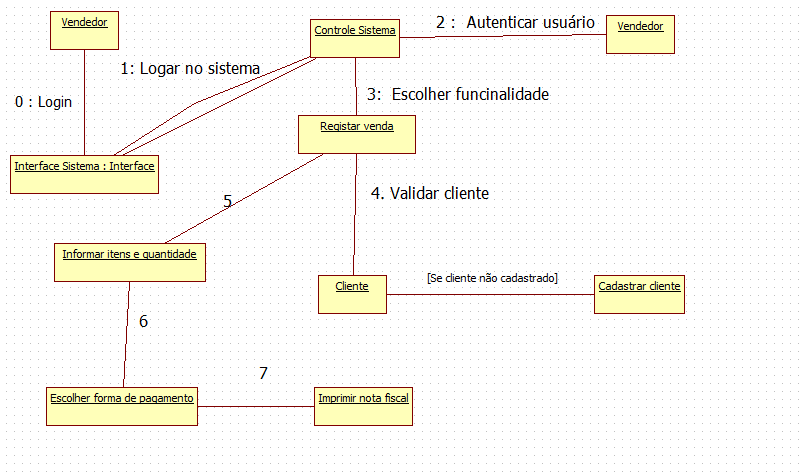 Vendedor
Controle Sistema
2 : Autenticar usuário
Vendedor
1: Logar no sistema
0 : Login
3: Escolher funcinalidade
Registar venda
Interface Sistema : Interface
4. Validar cliente
5
Informar itens e quantidade
Cliente
[Se cliente não cadastrado]
Cadastrar cliente
6
7
Escolher forma de pagamento
Imprimir nota fiscal